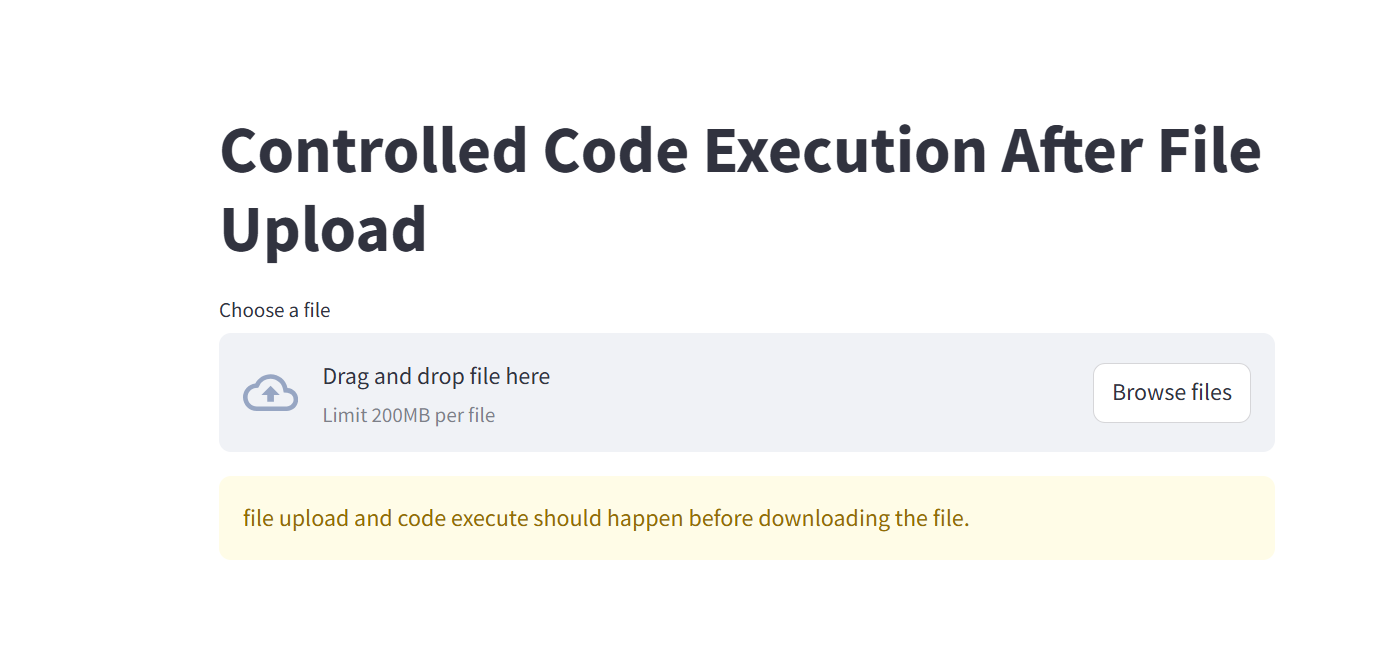 Controlled Code Execution After File
Upload
Choose a file
Drag and drop file here
Limit 200MB per file
Browse files
file upload and code execute should happen before downloading the file.